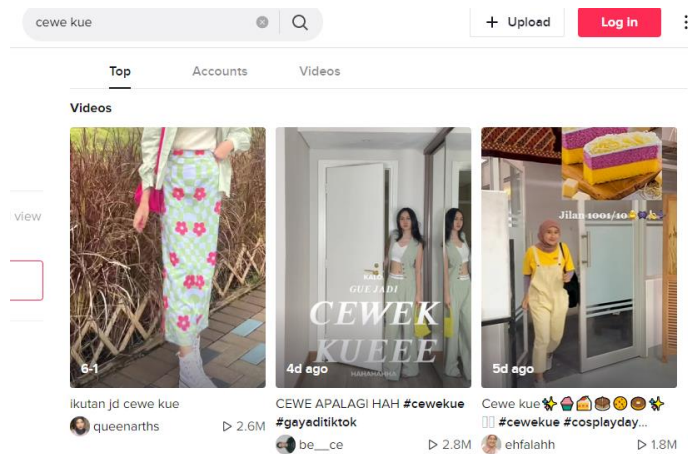 cewe kue
+ Upload
Log in
Top
Accounts
Videos
Videos
view
6-1
KALO
GUE JADI
CEWEK
KUEEE
HAHAHAHHA
4d ago
Jilan 1001/10
5d ago
ikutan jd cewe kue
queenarths
2.6M
CEWE APALAGI HAH #cewekue
#gayaditiktok
be__ce
2.8M
Cewe kue✨🧁🍰🎂🍪🍩✨
#cewekue #cosplayday...
ehfalahh
1.8M